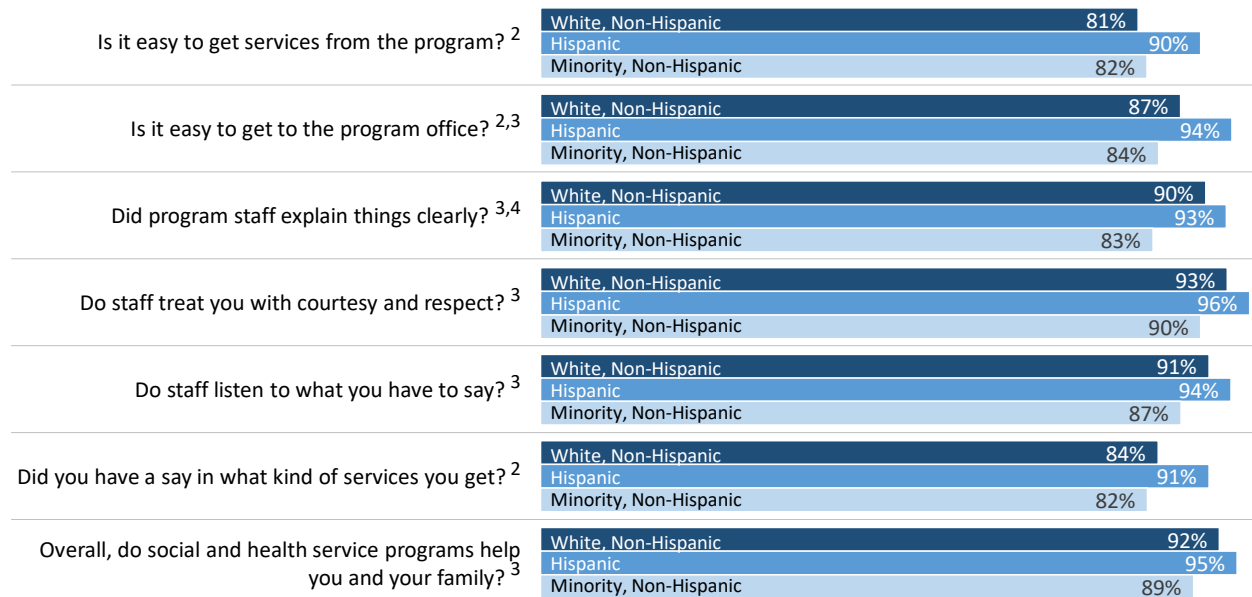 Is it easy to get services from the program? 2
White, Non-Hispanic 81%
Hispanic 90%
Minority, Non-Hispanic 82%
Is it easy to get to the program office? 2,3
White, Non-Hispanic 87%
Hispanic 94%
Minority, Non-Hispanic 84%
Did program staff explain things clearly? 3,4
White, Non-Hispanic 90%
Hispanic 93%
Minority, Non-Hispanic 83%
Do staff treat you with courtesy and respect? 3
White, Non-Hispanic 93%
Hispanic 96%
Minority, Non-Hispanic 90%
Do staff listen to what you have to say? 3
White, Non-Hispanic 91%
Hispanic 94%
Minority, Non-Hispanic 87%
Did you have a say in what kind of services you get? 2
White, Non-Hispanic 84%
Hispanic 91%
Minority, Non-Hispanic 82%
Overall, do social and health service programs help
you and your family? 3
White, Non-Hispanic 92%
Hispanic 95%
Minority, Non-Hispanic 89%